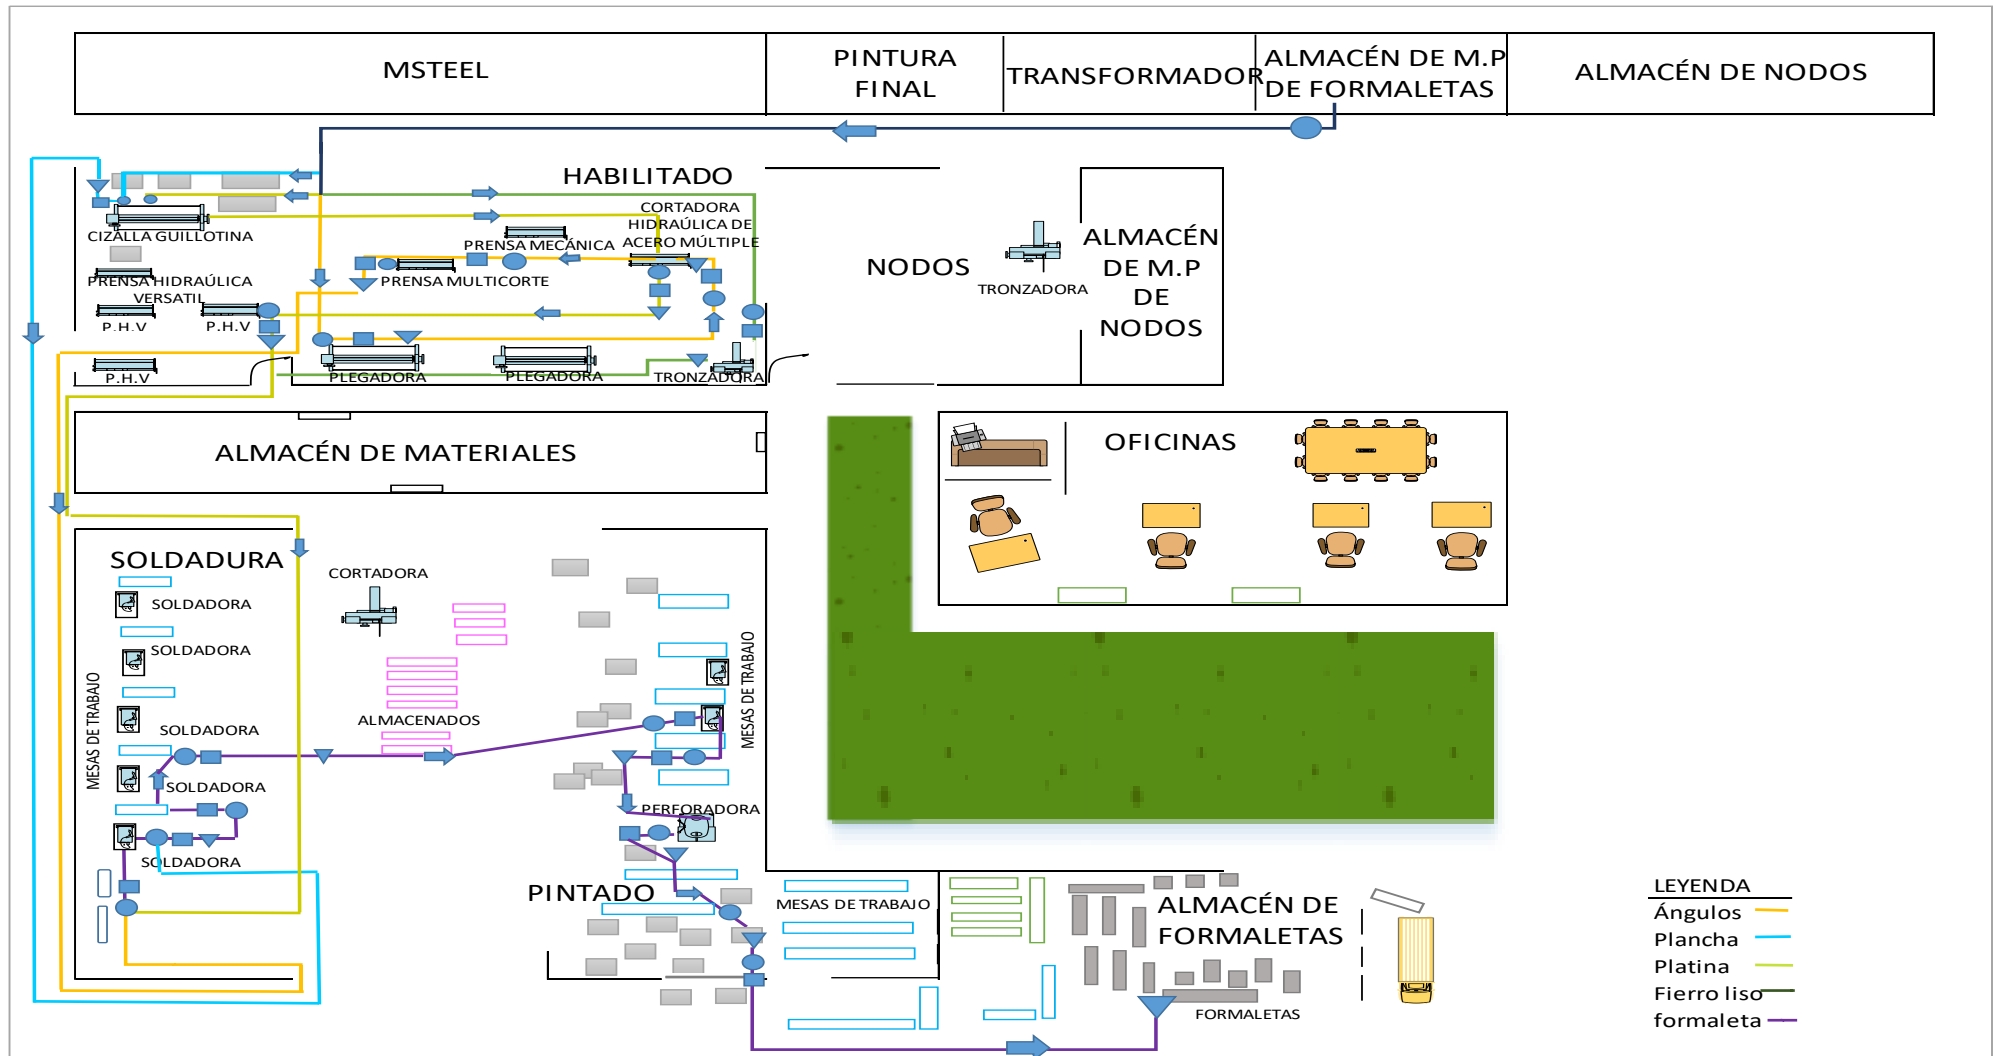 MSTEEL
PINTURA
FINAL
TRANSFORMADOR
ALMACÉN DE M.P
DE FORMALETAS
ALMACÉN DE NODOS
HABILITADO
CORTADORA
HIDRAÚLICA DE
ACERO MÚLTIPLE
CIZALLA GUILLOTINA
PRENSA MECÁNICA
PRENSA HIDRAÚLICA
VERSATIL
PRENSA MULTICORTE
P.H.V
P.H.V
P.H.V
PLEGADORA
PLEGADORA
TRONZADORA
NODOS
TRONZADORA
ALMACÉN
DE M.P
DE
NODOS
ALMACÉN DE MATERIALES
OFICINAS
SOLDADURA
CORTADORA
SOLDADORA
SOLDADORA
SOLDADORA
SOLDADORA
SOLDADORA
MESAS DE TRABAJO
ALMACENADOS
MESAS DE TRABAJO
PERFORADORA
PINTADO
MESAS DE TRABAJO
ALMACÉN DE
FORMALETAS
FORMALETAS
LEYENDA
Ángulos
Plancha
Platina
Fierro liso
formaleta